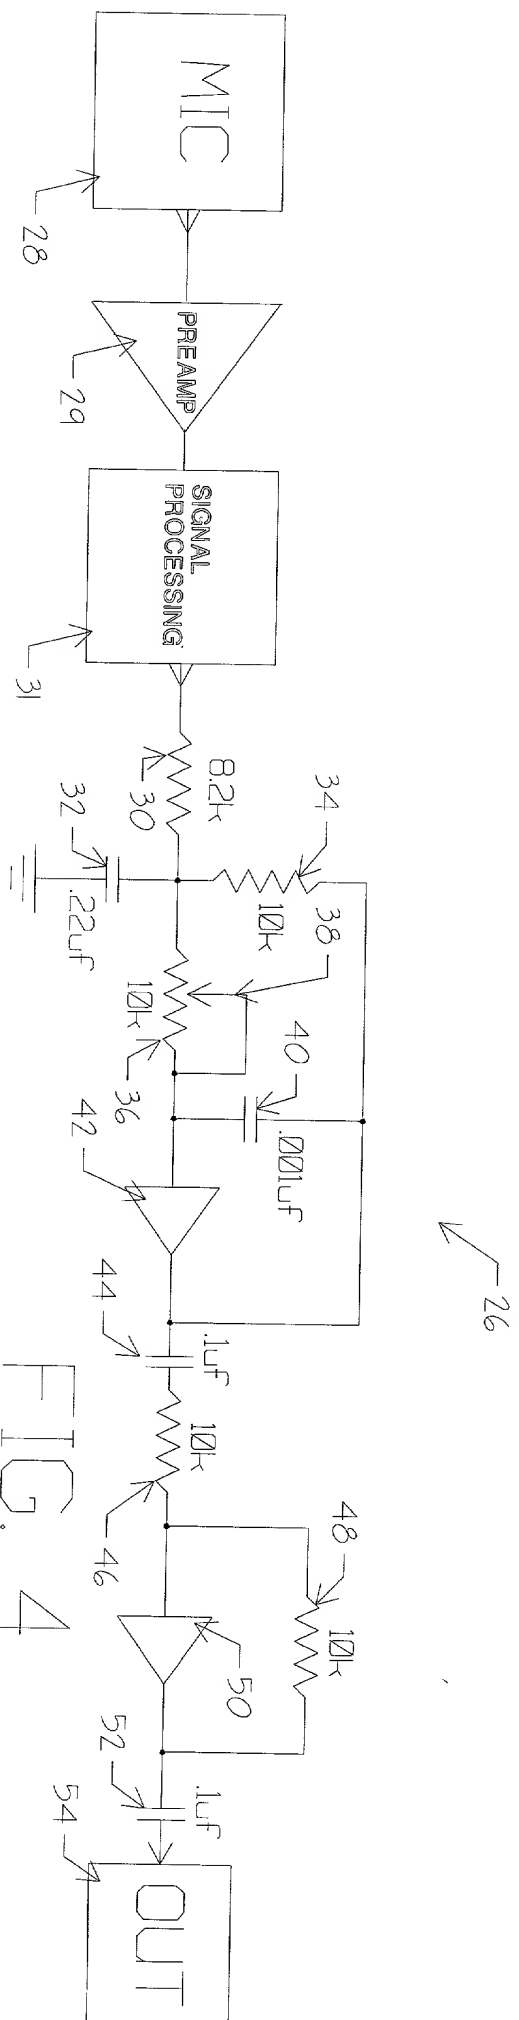 26
34
38
40
48
8.2k
10k
.001uf
10k
MIC
PREAMP
SIGNAL
PROCESSING
10k
.1uf
10k
50
.1uf
OUT
28
29
31
30
32
.22uf
36
42
44
46
52
54
FIG. 4